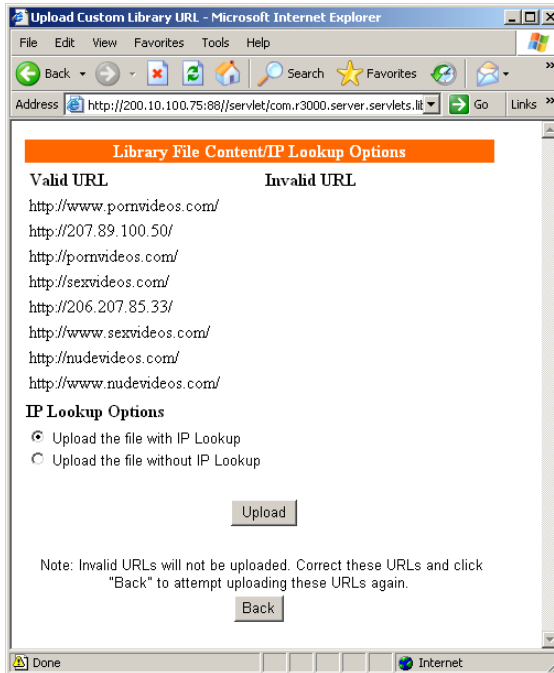 Upload Custom Library URL - Microsoft Internet Explorer
File Edit View Favorites Tools Help
Back Search Favorites
Address http://200.10.100.75:88//servlet/com.r3000.server.servlets.lib Go Links
Library File Content/IP Lookup Options
Valid URL Invalid URL
http://www.pornvideos.com/
http://207.89.100.50/
http://pornvideos.com/
http://sexvideos.com/
http://206.207.85.33/
http://www.sexvideos.com/
http://nudevideos.com/
http://www.nudevideos.com/
IP Lookup Options
Upload the file with IP Lookup
Upload the file without IP Lookup
Upload
Note: Invalid URLs will not be uploaded. Correct these URLs and click
"Back" to attempt uploading these URLs again.
Back
Done Internet